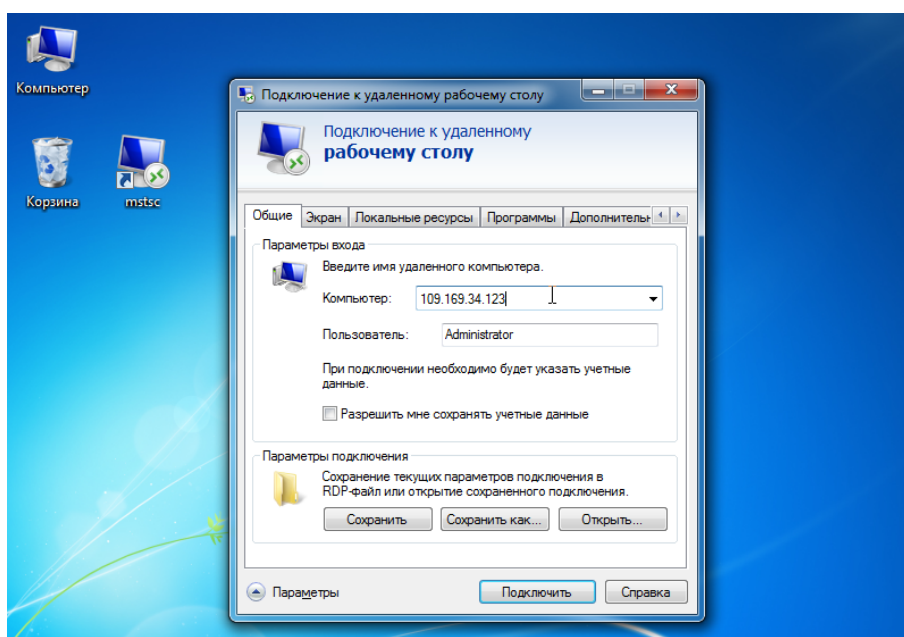 Компьютер
Корзина
mstsc
Подключение к удаленному рабочему столу
Подключение к удаленному
рабочему столу
Общие Экран Локальные ресурсы Программы Дополнительн
Параметры входа
Введите имя удаленного компьютера.
Компьютер: 109.169.34.123
Пользователь: Administrator
При подключении необходимо будет указать учетные
данные.
Разрешить мне сохранять учетные данные
Параметры подключения
Сохранение текущих параметров подключения в
RDP-файл или открытие сохраненного подключения.
Сохранить Сохранить как... Открыть...
Параметры Подключить Справка